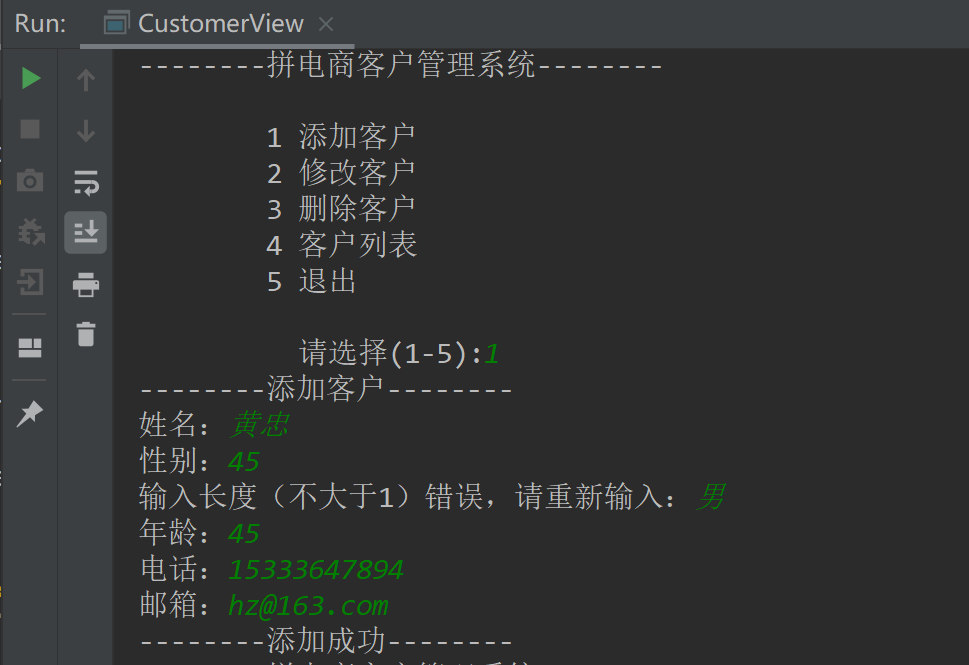 Run: CustomerView
--------拼电商客户管理系统--------
1 添加客户
2 修改客户
3 删除客户
4 客户列表
5 退出
请选择(1-5):1
--------添加客户--------
姓名：黄忠
性别：45
输入长度（不大于1）错误，请重新输入：男
年龄：45
电话：15333647894
邮箱：hz@163.com
--------添加成功--------